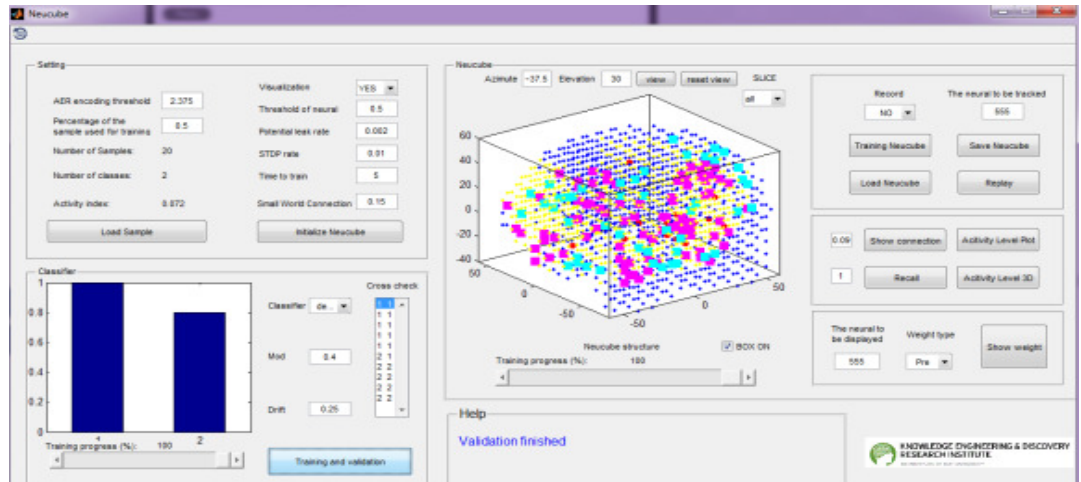 Neucube
Setting
AER encoding threshold 2.375
Percentage of the sample used for training 0.5
Number of Samples: 20
Number of classes: 2
Activity index: 0.872
Load Sample
Visualization YES
Threshold of neural 0.5
Potential leak rate 0.002
STDP rate 0.01
Time to train 5
Small World Connection 0.15
Initialize Neucube
Neucube
Azimute -37.5 Elevation 30 view reset view SLICE
all
60
40
20
0
-20
-40
50
0
-50
-50
0
50
Neucube structure
BOX ON
Training progress (%): 100
Record
NO
The neural to be tracked
555
Training Neucube
Save Neucube
Load Neucube
Replay
0.09 Show connection
Acitivity Level Plot
1 Recall
Acitivity Level 3D
The neural to be displayed
555
Weight type
Pre
Show weight
Classifier
1
0.8
0.6
0.4
0.2
0
1
2
Training progress (%): 100
Classifier de...
Mod 0.4
Drift 0.25
Cross check
1 1
1 1
1 1
1 1
1 1
2 1
2 2
2 2
2 2
2 2
Training and validation
Help
Validation finished
KNOWLEDGE ENGINEERING & DISCOVERY
RESEARCH INSTITUTE